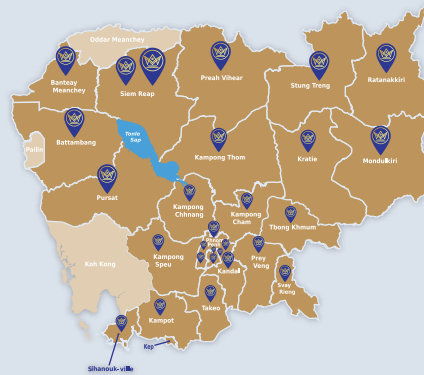 Oddar Meanchey
Banteay
Meanchey
Siem Reap
Preah Vihear
Stung Treng
Ratanakkiri
Pailin
Battambang
Tonle
Sap
Kampong Thom
Kratie
Mondulkiri
Pursat
Kampong
Chhnang
Kampong
Cham
Tbong Khmum
Koh Kong
Kampong
Speu
Phnom
Penh
Kandal
Prey
Veng
Svay
Rieng
Takeo
Kampot
Kep
Sihanouk-ville